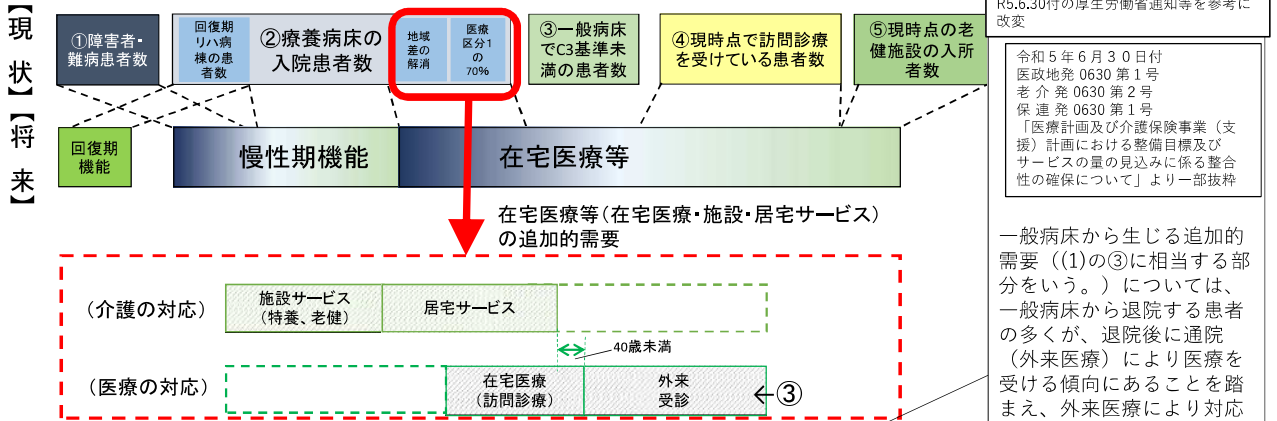 【現状】
①障害者・
難病患者数
回復期
リハ病
棟の患
者数
②療養病床の
入院患者数
地域
差の
解消
医療
区分1
の
70%
③一般病床
でC3基準未
満の患者数
④現時点で訪問診療
を受けている患者数
⑤現時点の老
健施設の入所
者数
【将来】
回復期
機能
慢性期機能
在宅医療等
在宅医療等(在宅医療・施設・居宅サービス)
の追加的需要
(介護の対応)
施設サービス
(特養、老健)
居宅サービス
40歳未満
(医療の対応)
在宅医療
(訪問診療)
外来
受診
←③
R5.6.30付の厚生労働省通知等を参考に
改変
令和5年6月30日付
医政地発 0630 第1号
老介発 0630 第2号
保連発 0630 第1号
「医療計画及び介護保険事業(支
援)計画における整備目標及び
サービスの量の見込みに係る整合
性の確保について」より一部抜粋
一般病床から生じる追加的
需要((1)の③に相当する部
分をいう。)については、
一般病床から退院する患者
の多くが、退院後に通院
(外来医療)により医療を
受ける傾向にあることを踏
まえ、外来医療により対応